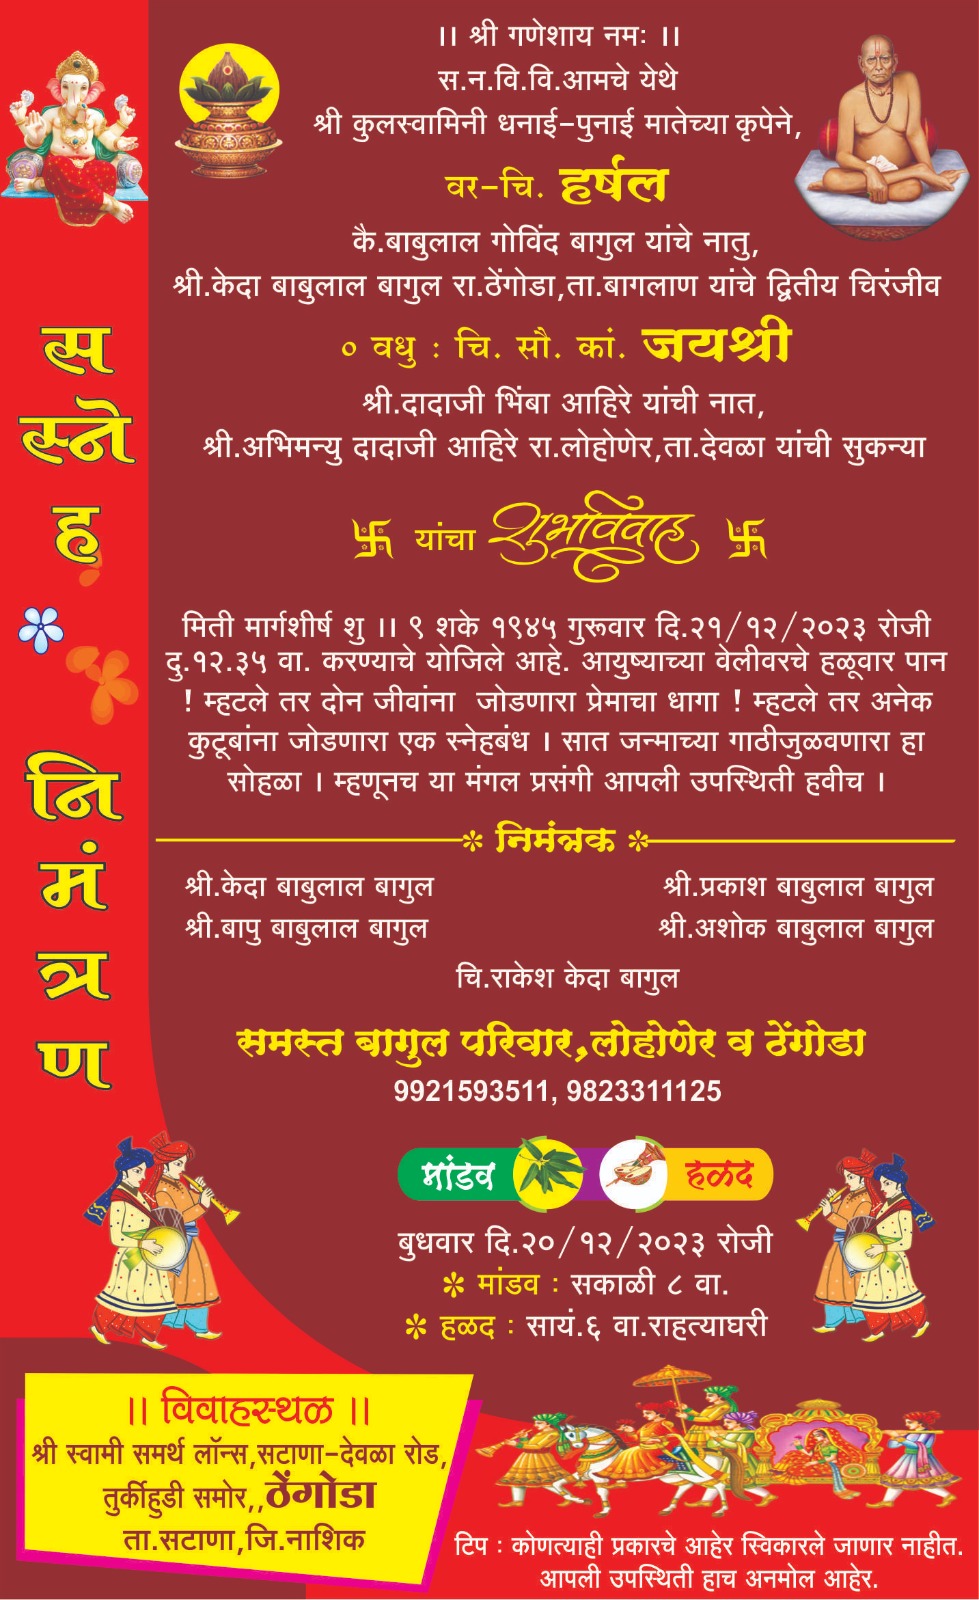 ।। श्री गणेशाय नमः ।।
स.न.वि.वि.आमचे येथे
श्री कुलस्वामिनी धनाई-पुनाई मातेच्या कृपेने,
वर-चि. हर्षल
कै.बाबुलाल गोविंद बागुल यांचे नातु,
श्री.केदा बाबुलाल बागुल रा.ठेंगोडा,ता.बागलाण यांचे द्वितीय चिरंजीव
० वधु : चि. सौ. कां. जयश्री
श्री.दादाजी भिंबा आहिरे यांची नात,
श्री.अभिमन्यु दादाजी आहिरे रा.लोहोणेर,ता.देवळा यांची सुकन्या
卐 यांचा शुभविवाह 卐
मिती मार्गशीर्ष शु ।। ९ शके १९४५ गुरूवार दि.२१/१२/२०२३ रोजी
दु.१२.३५ वा. करण्याचे योजिले आहे. आयुष्याच्या वेलीवरचे हळूवार पान
! म्हटले तर दोन जीवांना जोडणारा प्रेमाचा धागा ! म्हटले तर अनेक
कुटूबांना जोडणारा एक स्नेहबंध । सात जन्माच्या गाठीजुळवणारा हा
सोहळा । म्हणूनच या मंगल प्रसंगी आपली उपस्थिती हवीच ।
सस्नेह निमंत्रण
❇ निमंत्रक ❇
श्री.केदा बाबुलाल बागुल श्री.प्रकाश बाबुलाल बागुल
श्री.बापु बाबुलाल बागुल श्री.अशोक बाबुलाल बागुल
चि.राकेश केदा बागुल
समस्त बागुल परिवार,लोहोणेर व ठेंगोडा
9921593511, 9823311125
मांडव हळद
बुधवार दि.२०/१२/२०२३ रोजी
❇ मांडव : सकाळी ८ वा.
❇ हळद : सायं.६ वा.राहत्याघरी
।। विवाहस्थळ ।।
श्री स्वामी समर्थ लॉन्स,सटाणा-देवळा रोड,
तुर्कीहुडी समोर,,ठेंगोडा
ता.सटाणा,जि.नाशिक
टिप : कोणत्याही प्रकारचे आहेर स्विकारले जाणार नाहीत.
आपली उपस्थिती हाच अनमोल आहेर.